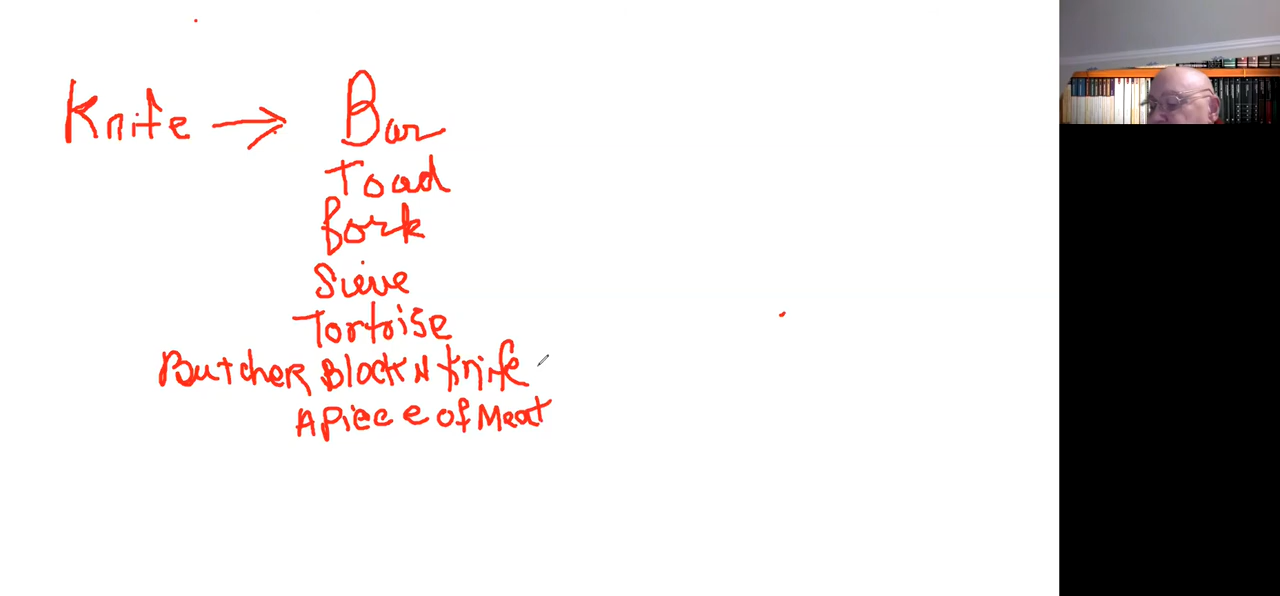 Knife → Bar
Toad
fork
Sieve
Tortoise
Butcher Block N Knife
A piece of Meat